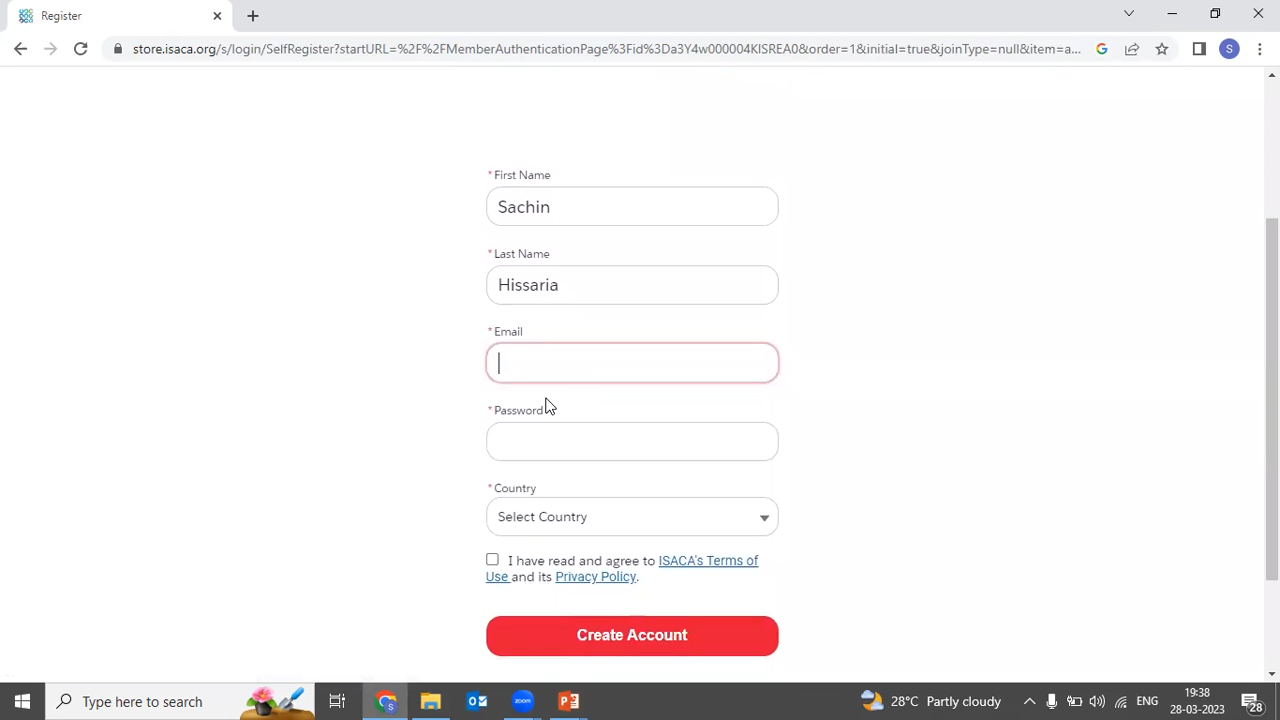 Register
store.isaca.org/s/login/SelfRegister?startURL=%2F%2FMemberAuthenticationPage%3Fid%3Da3Y4w000004KISREA0&order=1&initial=true&joinType=null&item=a...
S
*First Name
Sachin
*Last Name
Hissaria
*Email
*Password
*Country
Select Country
I have read and agree to ISACA's Terms of
Use and its Privacy Policy.
Create Account
Type here to search
zoom
28°C Partly cloudy
ENG
19:38
28-03-2023
28